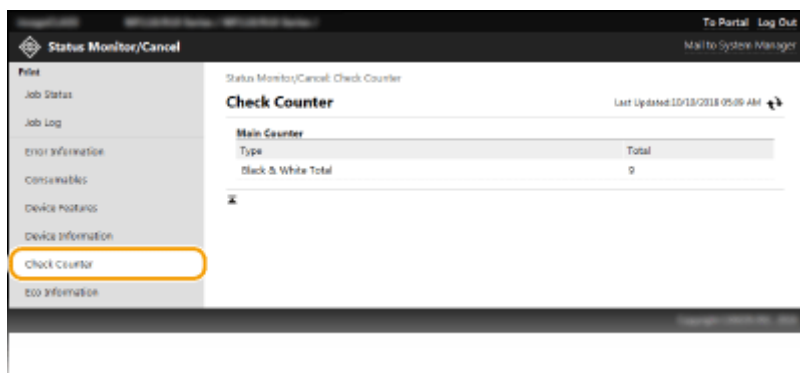 To Portal Log Out
Status Monitor/Cancel
Mail to System Manager
Print
Job Status
Job Log
Error Information
Consumables
Device Features
Device Information
Check Counter
Eco Information
Status Monitor/Cancel: Check Counter
Check Counter
Last Updated:10/18/2018 05:09 AM
Main Counter
Type Total
Black & White Total 9